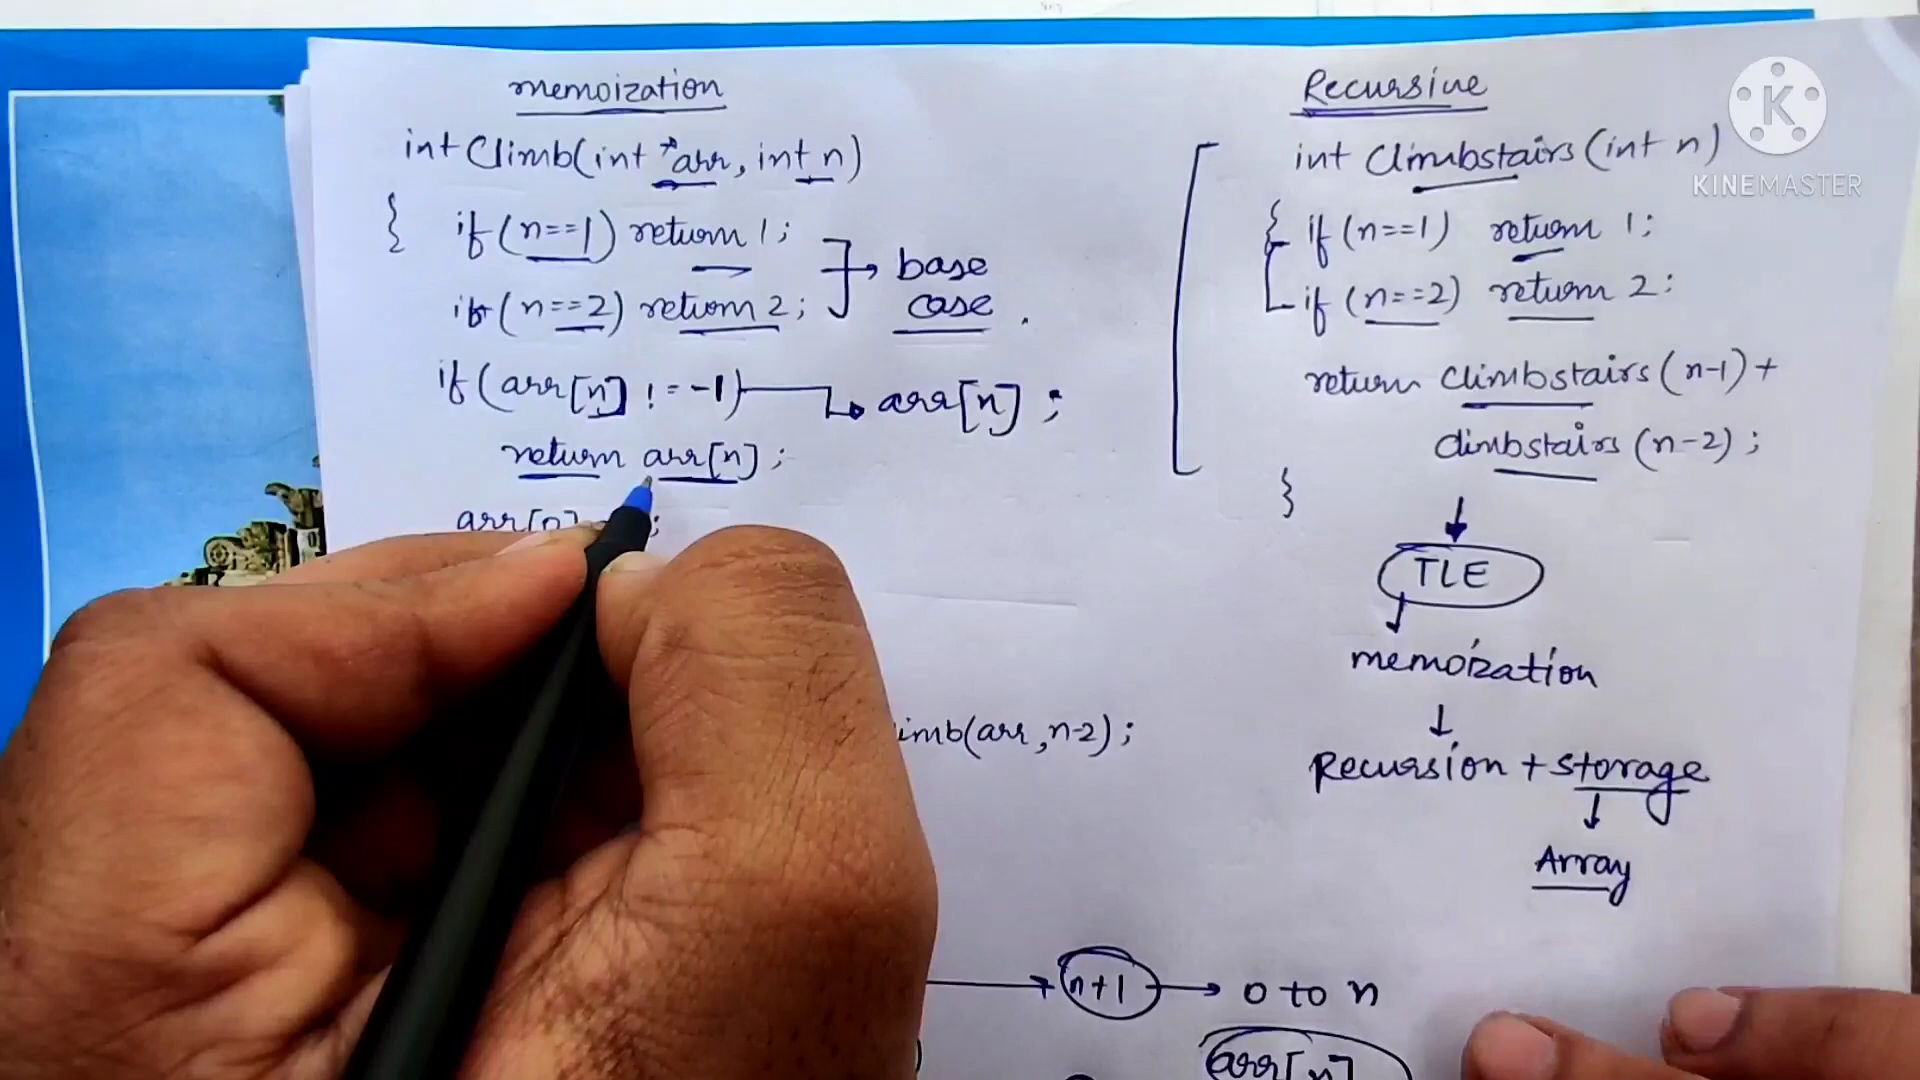 memoization
int Climb(int *arr, int n)
{ if (n==1) return 1;
if (n==2) return 2;
base
case
if (arr[n] != -1)
arr[n] ;
return arr[n] ;
arr[n]
;
imb(arr, n-2);
n+1
0 to n
arr[n]
Recursive
int Climbstairs (int n)
{ if (n==1) return 1;
if (n==2) return 2;
return Climbstairs (n-1) +
climbstairs (n-2) ;
}
TLE
memoization
Recursion + storage
Array
K
KINEMASTER